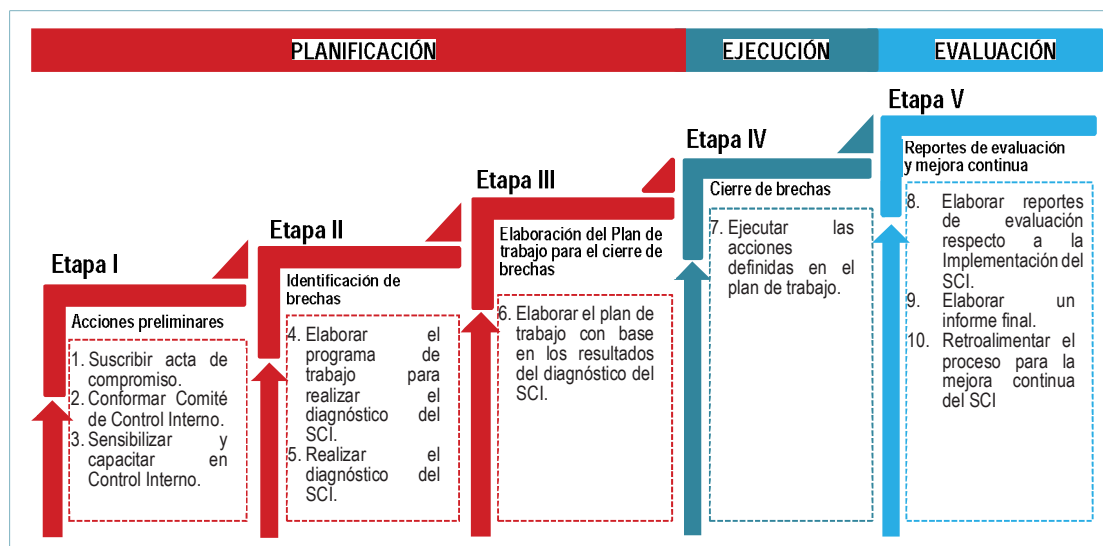 PLANIFICACIÓN
EJECUCIÓN
EVALUACIÓN
Etapa I
Acciones preliminares
1. Suscribir acta de
compromiso.
2. Conformar Comité
de Control Interno.
3. Sensibilizar y
capacitar en
Control Interno.
Etapa II
Identificación de
brechas
4. Elaborar el
programa de
trabajo para
realizar el
diagnóstico del
SCI.
5. Realizar el
diagnóstico del
SCI.
Etapa III
Elaboración del Plan de
trabajo para el cierre de
brechas
6. Elaborar el plan de
trabajo con base
en los resultados
del diagnóstico del
SCI.
Etapa IV
Cierre de brechas
7. Ejecutar las
acciones
definidas en el
plan de trabajo.
Etapa V
Reportes de evaluación
y mejora continua
8. Elaborar reportes
de evaluación
respecto a la
Implementación del
SCI.
9. Elaborar un
informe final.
10. Retroalimentar el
proceso para la
mejora continua
del SCI